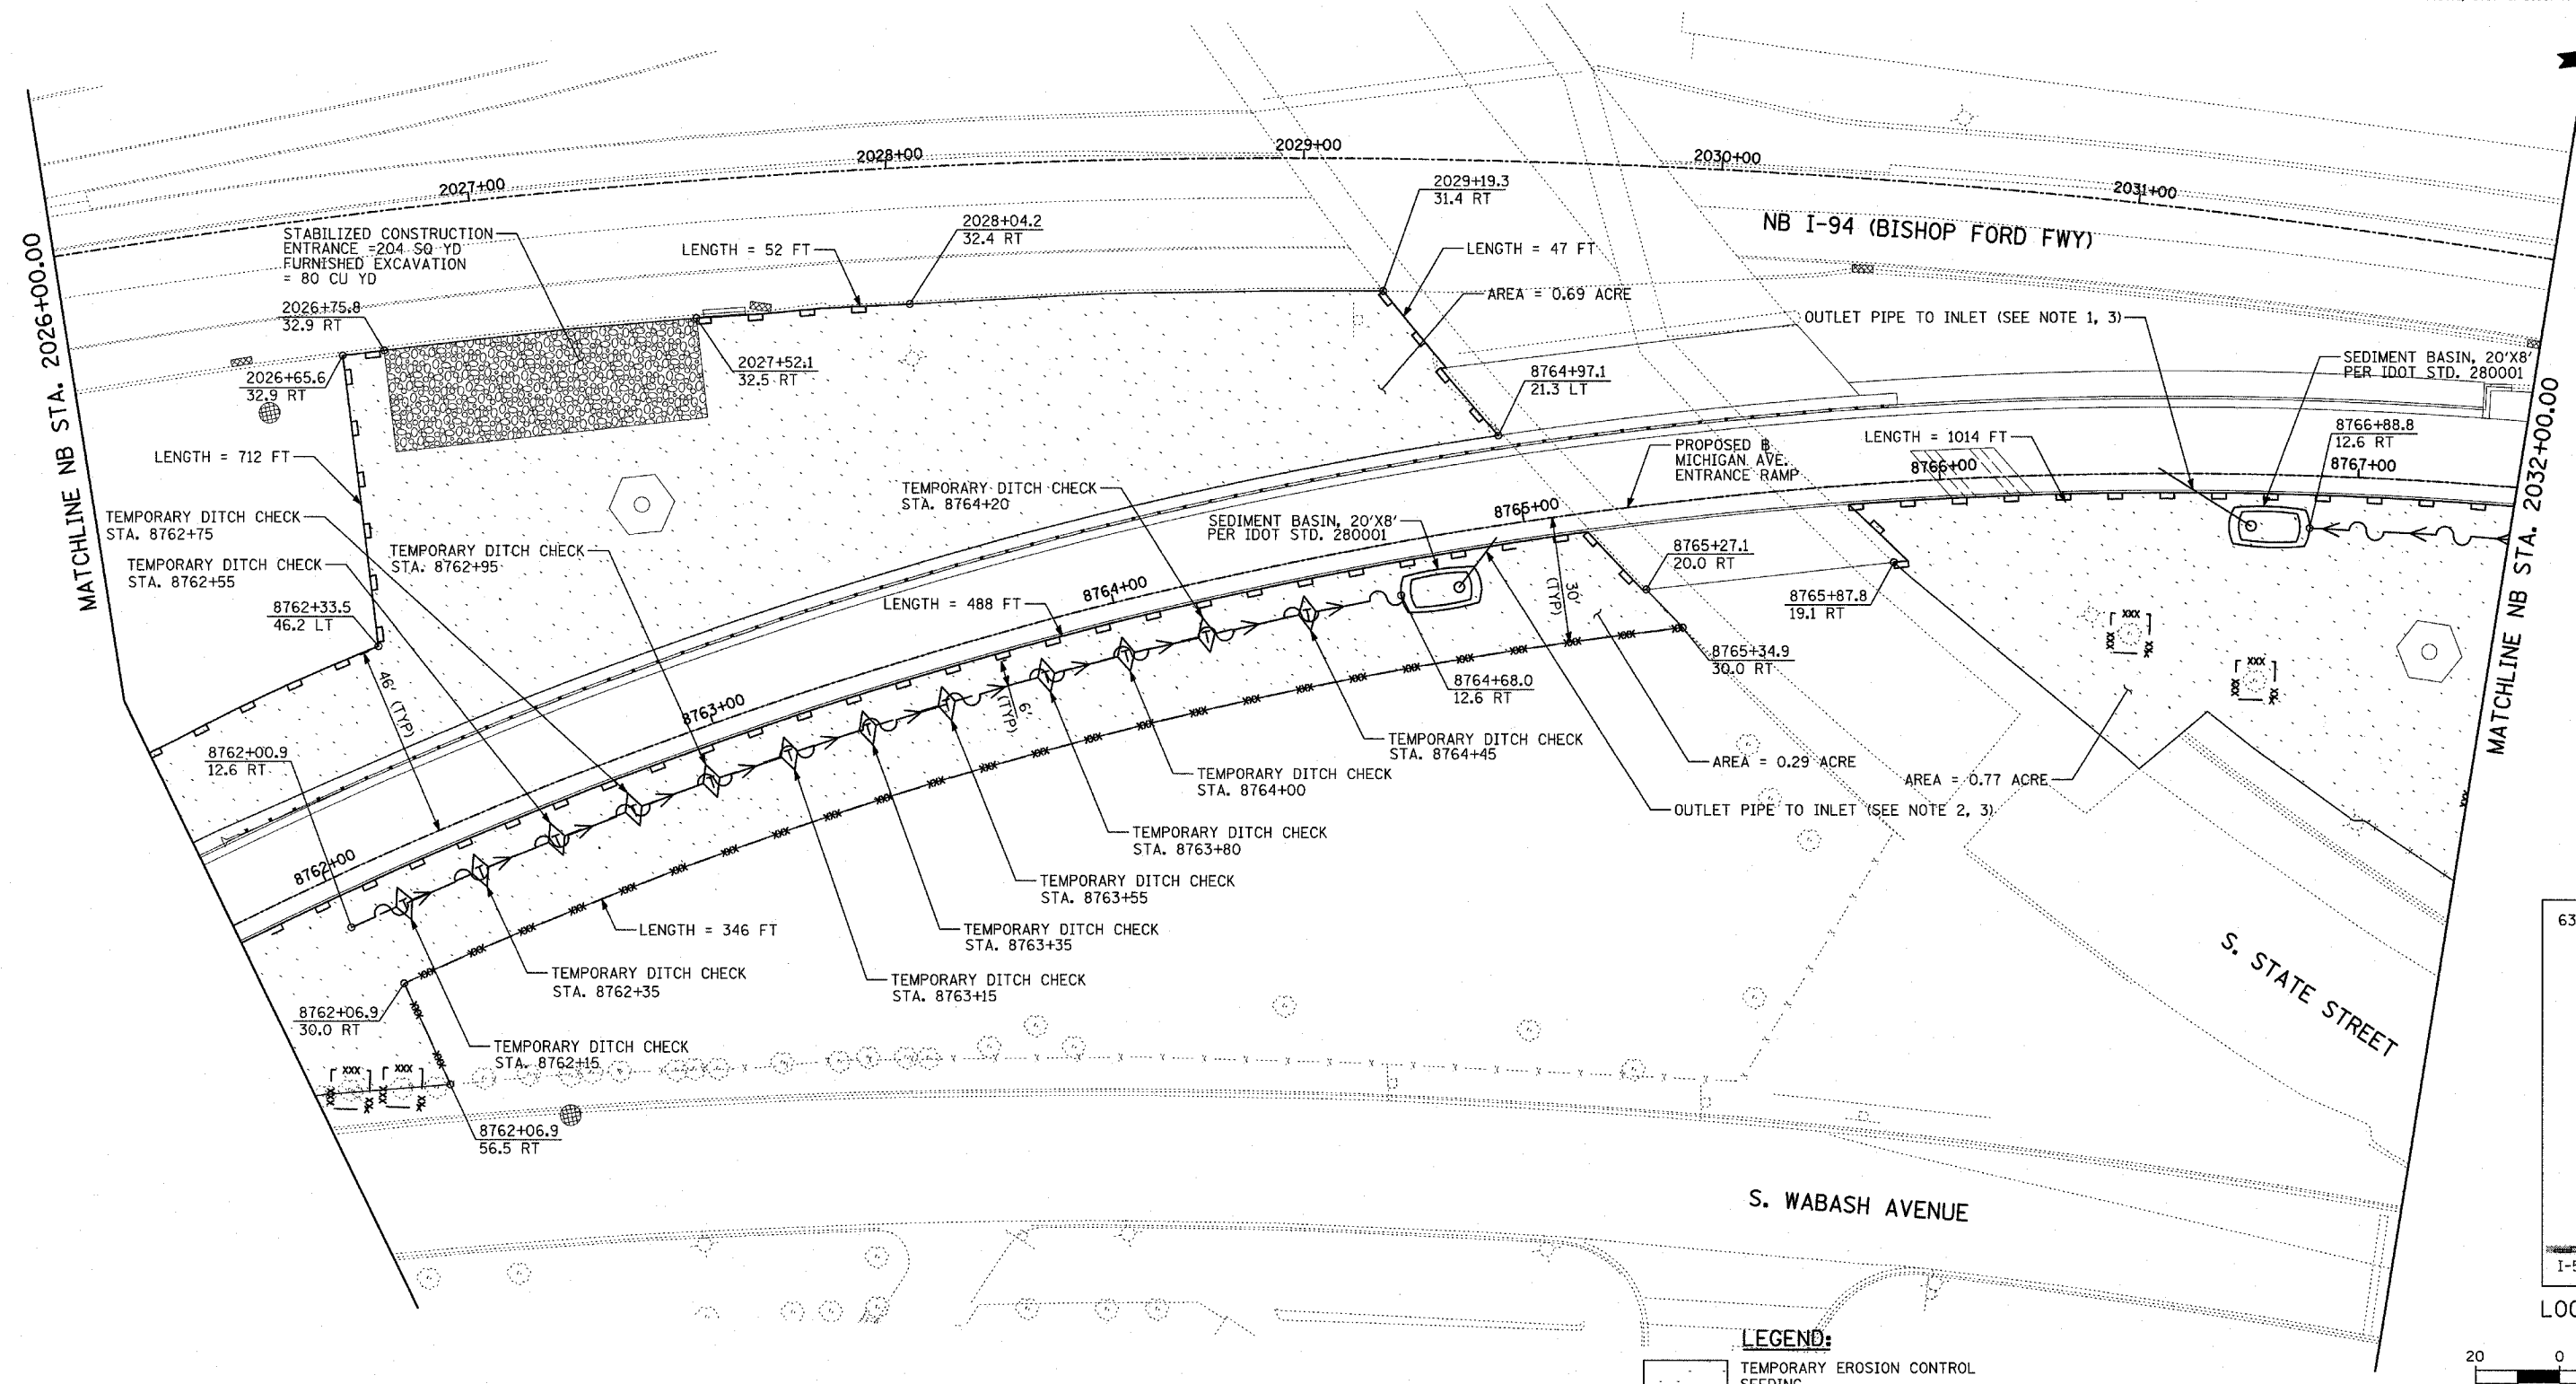 2027+00
2028+00
2029+00
2030+00
2031+00
NB I-94 (BISHOP FORD FWY)
MATCHLINE NB STA. 2026+00.00
STABILIZED CONSTRUCTION
ENTRANCE =204 SQ YD
FURNISHED EXCAVATION
= 80 CU YD
LENGTH = 52 FT
2028+04.2
32.4 RT
2029+19.3
31.4 RT
LENGTH = 47 FT
AREA = 0.69 ACRE
OUTLET PIPE TO INLET (SEE NOTE 1, 3)
SEDIMENT BASIN, 20'X8'
PER IDOT STD. 280001
2026+75.8
32.9 RT
2026+65.6
32.9 RT
2027+52.1
32.5 RT
8764+97.1
21.3 LT
8766+88.8
12.6 RT
MATCHLINE NB STA. 2032+00.00
LENGTH = 712 FT
PROPOSED B
MICHIGAN AVE.
ENTRANCE RAMP
LENGTH = 1014 FT
8766+00
8767+00
TEMPORARY DITCH CHECK
STA. 8762+75
TEMPORARY DITCH CHECK
STA. 8762+55
TEMPORARY DITCH CHECK
STA. 8762+95
TEMPORARY DITCH CHECK
STA. 8764+20
SEDIMENT BASIN, 20'X8'
PER IDOT STD. 280001
8765+00
8762+33.5
46.2 LT
46' (TYP)
LENGTH = 488 FT
8764+00
30'
(TYP)
8765+27.1
20.0 RT
8765+87.8
19.1 RT
8763+00
6'
(TYP)
8765+34.9
30.0 RT
8764+68.0
12.6 RT
8762+00.9
12.6 RT
8762+00
TEMPORARY DITCH CHECK
STA. 8764+45
TEMPORARY DITCH CHECK
STA. 8764+00
AREA = 0.29 ACRE
AREA = 0.77 ACRE
OUTLET PIPE TO INLET (SEE NOTE 2, 3)
TEMPORARY DITCH CHECK
STA. 8763+80
TEMPORARY DITCH CHECK
STA. 8763+55
TEMPORARY DITCH CHECK
STA. 8763+35
TEMPORARY DITCH CHECK
STA. 8763+15
LENGTH = 346 FT
TEMPORARY DITCH CHECK
STA. 8762+35
TEMPORARY DITCH CHECK
STA. 8762+15
8762+06.9
30.0 RT
8762+06.9
56.5 RT
S. STATE STREET
S. WABASH AVENUE
63
I-5
LOC
20 0
LEGEND:
TEMPORARY EROSION CONTROL
SEEDING